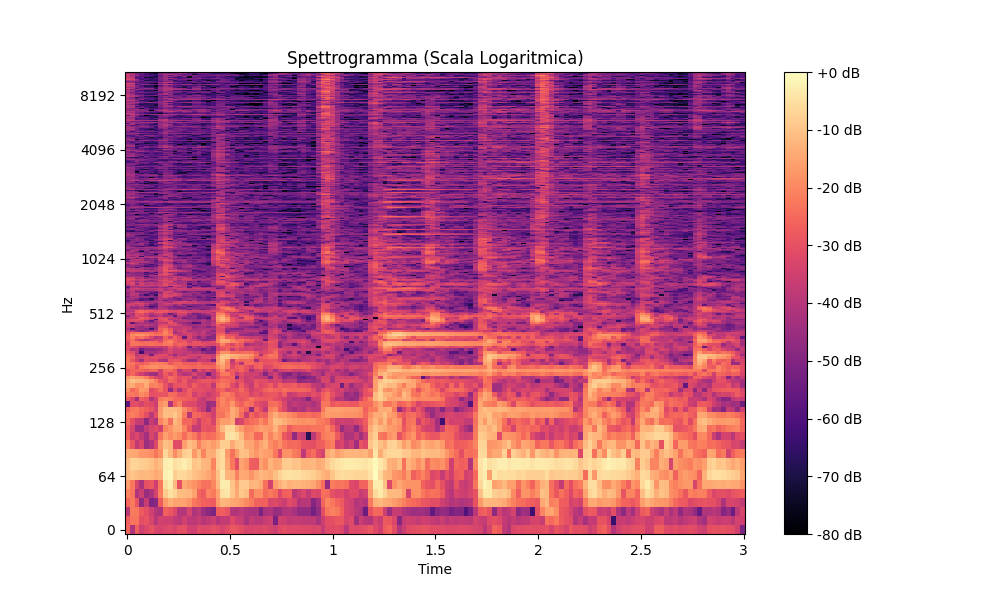 Spettrogramma (Scala Logaritmica)
Hz
8192
4096
2048
1024
512
256
128
64
0
0
0.5
1
1.5
2
2.5
3
Time
+0 dB
-10 dB
-20 dB
-30 dB
-40 dB
-50 dB
-60 dB
-70 dB
-80 dB